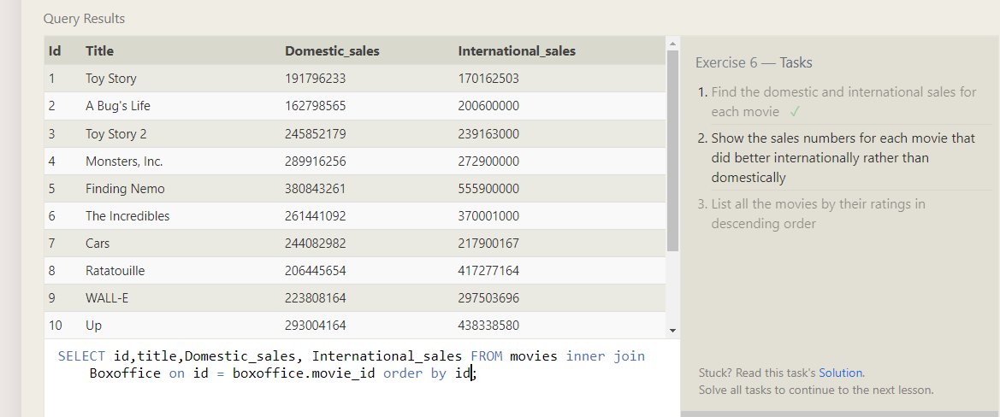 Query Results
Id Title Domestic_sales International_sales
1 Toy Story 191796233 170162503
2 A Bug's Life 162798565 200600000
3 Toy Story 2 245852179 239163000
4 Monsters, Inc. 289916256 272900000
5 Finding Nemo 380843261 555900000
6 The Incredibles 261441092 370001000
7 Cars 244082982 217900167
8 Ratatouille 206445654 417277164
9 WALL-E 223808164 297503696
10 Up 293004164 438338580
SELECT id,title,Domestic_sales, International_sales FROM movies inner join
Boxoffice on id = boxoffice.movie_id order by id;
Exercise 6 — Tasks
1. Find the domestic and international sales for
each movie ✓
2. Show the sales numbers for each movie that
did better internationally rather than
domestically
3. List all the movies by their ratings in
descending order
Stuck? Read this task's Solution.
Solve all tasks to continue to the next lesson.